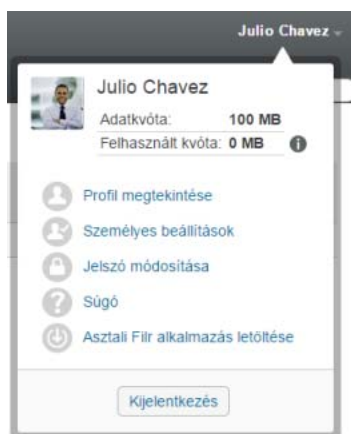 Julio Chavez
Julio Chavez
Adatkvóta: 100 MB
Felhasznált kvóta: 0 MB
Profil megtekintése
Személyes beállítások
Jelszó módosítása
Súgó
Asztali Filr alkalmazás letöltése
Kijelentkezés